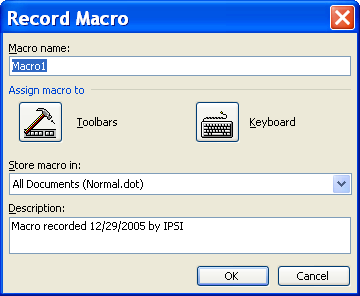 Record Macro
Macro name:
Macro1
Assign macro to
Toolbars
Keyboard
Store macro in:
All Documents (Normal.dot)
Description:
Macro recorded 12/29/2005 by IPSI
OK
Cancel